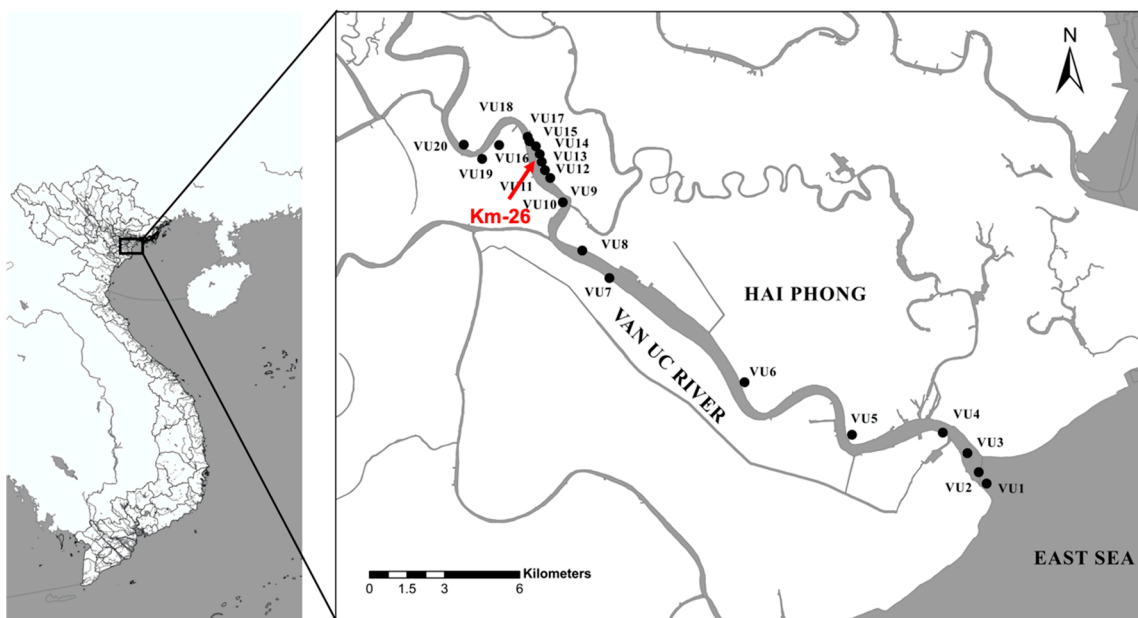 N
VU18
VU17
VU15
VU14
VU13
VU12
VU20
VU16
VU19
VU11
VU9
VU10
Km-26
VU8
VU7
HAI PHONG
VAN UC RIVER
VU6
VU5
VU4
VU3
VU2
VU1
EAST SEA
Kilometers
0 1.5 3 6